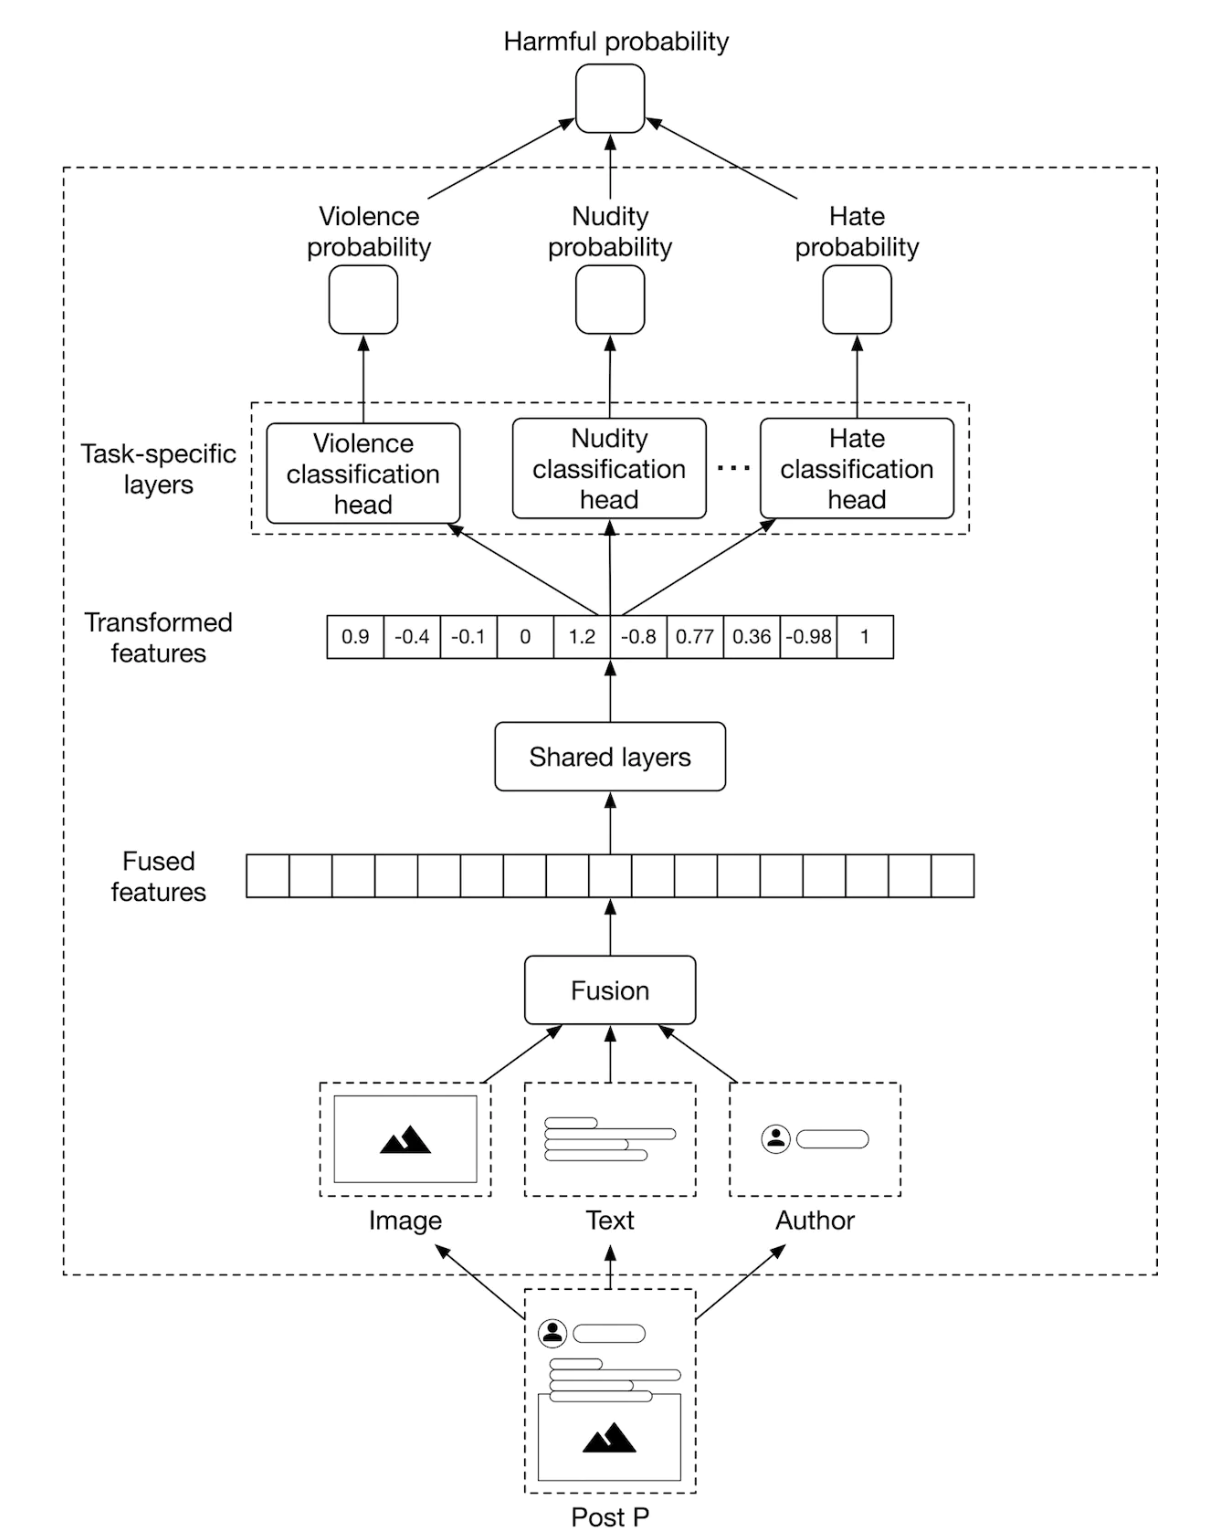 Harmful probability
Violence
probability
Nudity
probability
Hate
probability
Task-specific
layers
Violence
classification
head
Nudity
classification
head
...
Hate
classification
head
Transformed
features
0.9 -0.4 -0.1 0 1.2 -0.8 0.77 0.36 -0.98 1
Shared layers
Fused
features
Fusion
Image
Text
Author
Post P